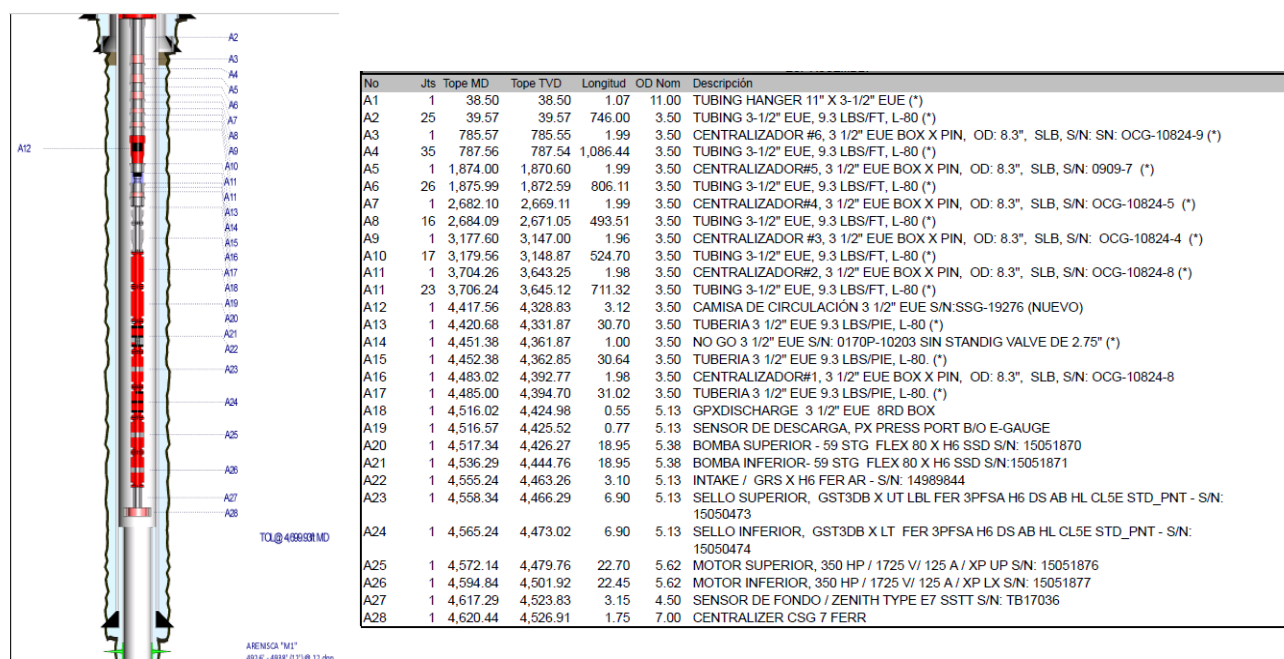 A2
A3
A4
A5
A6
A7
A8
A12
A9
A10
A11
A11
A13
A14
A15
A16
A17
A18
A19
A20
A21
A22
A23
A24
A25
A26
A27
A28
TOL@ 4,699.93ft MD
ARENISCA "M1"
No Jts Tope MD Tope TVD Longitud OD Nom Descripción
A1 1 38.50 38.50 1.07 11.00 TUBING HANGER 11" X 3-1/2" EUE (*)
A2 25 39.57 39.57 746.00 3.50 TUBING 3-1/2" EUE, 9.3 LBS/FT, L-80 (*)
A3 1 785.57 785.55 1.99 3.50 CENTRALIZADOR #6, 3 1/2" EUE BOX X PIN, OD: 8.3", SLB, S/N: SN: OCG-10824-9 (*)
A4 35 787.56 787.54 1,086.44 3.50 TUBING 3-1/2" EUE, 9.3 LBS/FT, L-80 (*)
A5 1 1,874.00 1,870.60 1.99 3.50 CENTRALIZADOR#5, 3 1/2" EUE BOX X PIN, OD: 8.3", SLB, S/N: 0909-7 (*)
A6 26 1,875.99 1,872.59 806.11 3.50 TUBING 3-1/2" EUE, 9.3 LBS/FT, L-80 (*)
A7 1 2,682.10 2,669.11 1.99 3.50 CENTRALIZADOR#4, 3 1/2" EUE BOX X PIN, OD: 8.3", SLB, S/N: OCG-10824-5 (*)
A8 16 2,684.09 2,671.05 493.51 3.50 TUBING 3-1/2" EUE, 9.3 LBS/FT, L-80 (*)
A9 1 3,177.60 3,147.00 1.96 3.50 CENTRALIZADOR #3, 3 1/2" EUE BOX X PIN, OD: 8.3", SLB, S/N: OCG-10824-4 (*)
A10 17 3,179.56 3,148.87 524.70 3.50 TUBING 3-1/2" EUE, 9.3 LBS/FT, L-80 (*)
A11 1 3,704.26 3,643.25 1.98 3.50 CENTRALIZADOR#2, 3 1/2" EUE BOX X PIN, OD: 8.3", SLB, S/N: OCG-10824-8 (*)
A11 23 3,706.24 3,645.12 711.32 3.50 TUBING 3-1/2" EUE, 9.3 LBS/FT, L-80 (*)
A12 1 4,417.56 4,328.83 3.12 3.50 CAMISA DE CIRCULACIÓN 3 1/2" EUE S/N:SSG-19276 (NUEVO)
A13 1 4,420.68 4,331.87 30.70 3.50 TUBERIA 3 1/2" EUE 9.3 LBS/PIE, L-80 (*)
A14 1 4,451.38 4,361.87 1.00 3.50 NO GO 3 1/2" EUE S/N: 0170P-10203 SIN STANDIG VALVE DE 2.75" (*)
A15 1 4,452.38 4,362.85 30.64 3.50 TUBERIA 3 1/2" EUE 9.3 LBS/PIE, L-80. (*)
A16 1 4,483.02 4,392.77 1.98 3.50 CENTRALIZADOR#1, 3 1/2" EUE BOX X PIN, OD: 8.3", SLB, S/N: OCG-10824-8
A17 1 4,485.00 4,394.70 31.02 3.50 TUBERIA 3 1/2" EUE 9.3 LBS/PIE, L-80. (*)
A18 1 4,516.02 4,424.98 0.55 5.13 GPXDISCHARGE 3 1/2" EUE 8RD BOX
A19 1 4,516.57 4,425.52 0.77 5.13 SENSOR DE DESCARGA, PX PRESS PORT B/O E-GAUGE
A20 1 4,517.34 4,426.27 18.95 5.38 BOMBA SUPERIOR - 59 STG FLEX 80 X H6 SSD S/N: 15051870
A21 1 4,536.29 4,444.76 18.95 5.38 BOMBA INFERIOR- 59 STG FLEX 80 X H6 SSD S/N:15051871
A22 1 4,555.24 4,463.26 3.10 5.13 INTAKE / GRS X H6 FER AR - S/N: 14989844
A23 1 4,558.34 4,466.29 6.90 5.13 SELLO SUPERIOR, GST3DB X UT LBL FER 3PFSA H6 DS AB HL CL5E STD_PNT - S/N:
15050473
A24 1 4,565.24 4,473.02 6.90 5.13 SELLO INFERIOR, GST3DB X LT FER 3PFSA H6 DS AB HL CL5E STD_PNT - S/N:
15050474
A25 1 4,572.14 4,479.76 22.70 5.62 MOTOR SUPERIOR, 350 HP / 1725 V/ 125 A / XP UP S/N: 15051876
A26 1 4,594.84 4,501.92 22.45 5.62 MOTOR INFERIOR, 350 HP / 1725 V/ 125 A / XP LX S/N: 15051877
A27 1 4,617.29 4,523.83 3.15 4.50 SENSOR DE FONDO / ZENITH TYPE E7 SSTT S/N: TB17036
A28 1 4,620.44 4,526.91 1.75 7.00 CENTRALIZER CSG 7 FERR